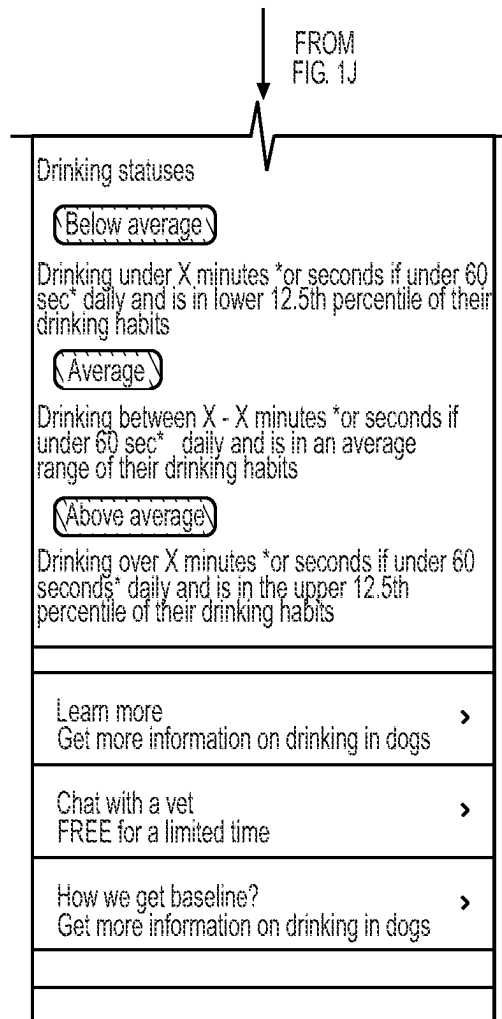 FROM
FIG. 1J
Drinking statuses
Below average
Drinking under X minutes *or seconds if under 60
sec* daily and is in lower 12.5th percentile of their
drinking habits
Average
Drinking between X - X minutes *or seconds if
under 60 sec* daily and is in an average
range of their drinking habits
Above average
Drinking over X minutes *or seconds if under 60
seconds* daily and is in the upper 12.5th
percentile of their drinking habits
Learn more
Get more information on drinking in dogs
Chat with a vet
FREE for a limited time
How we get baseline?
Get more information on drinking in dogs